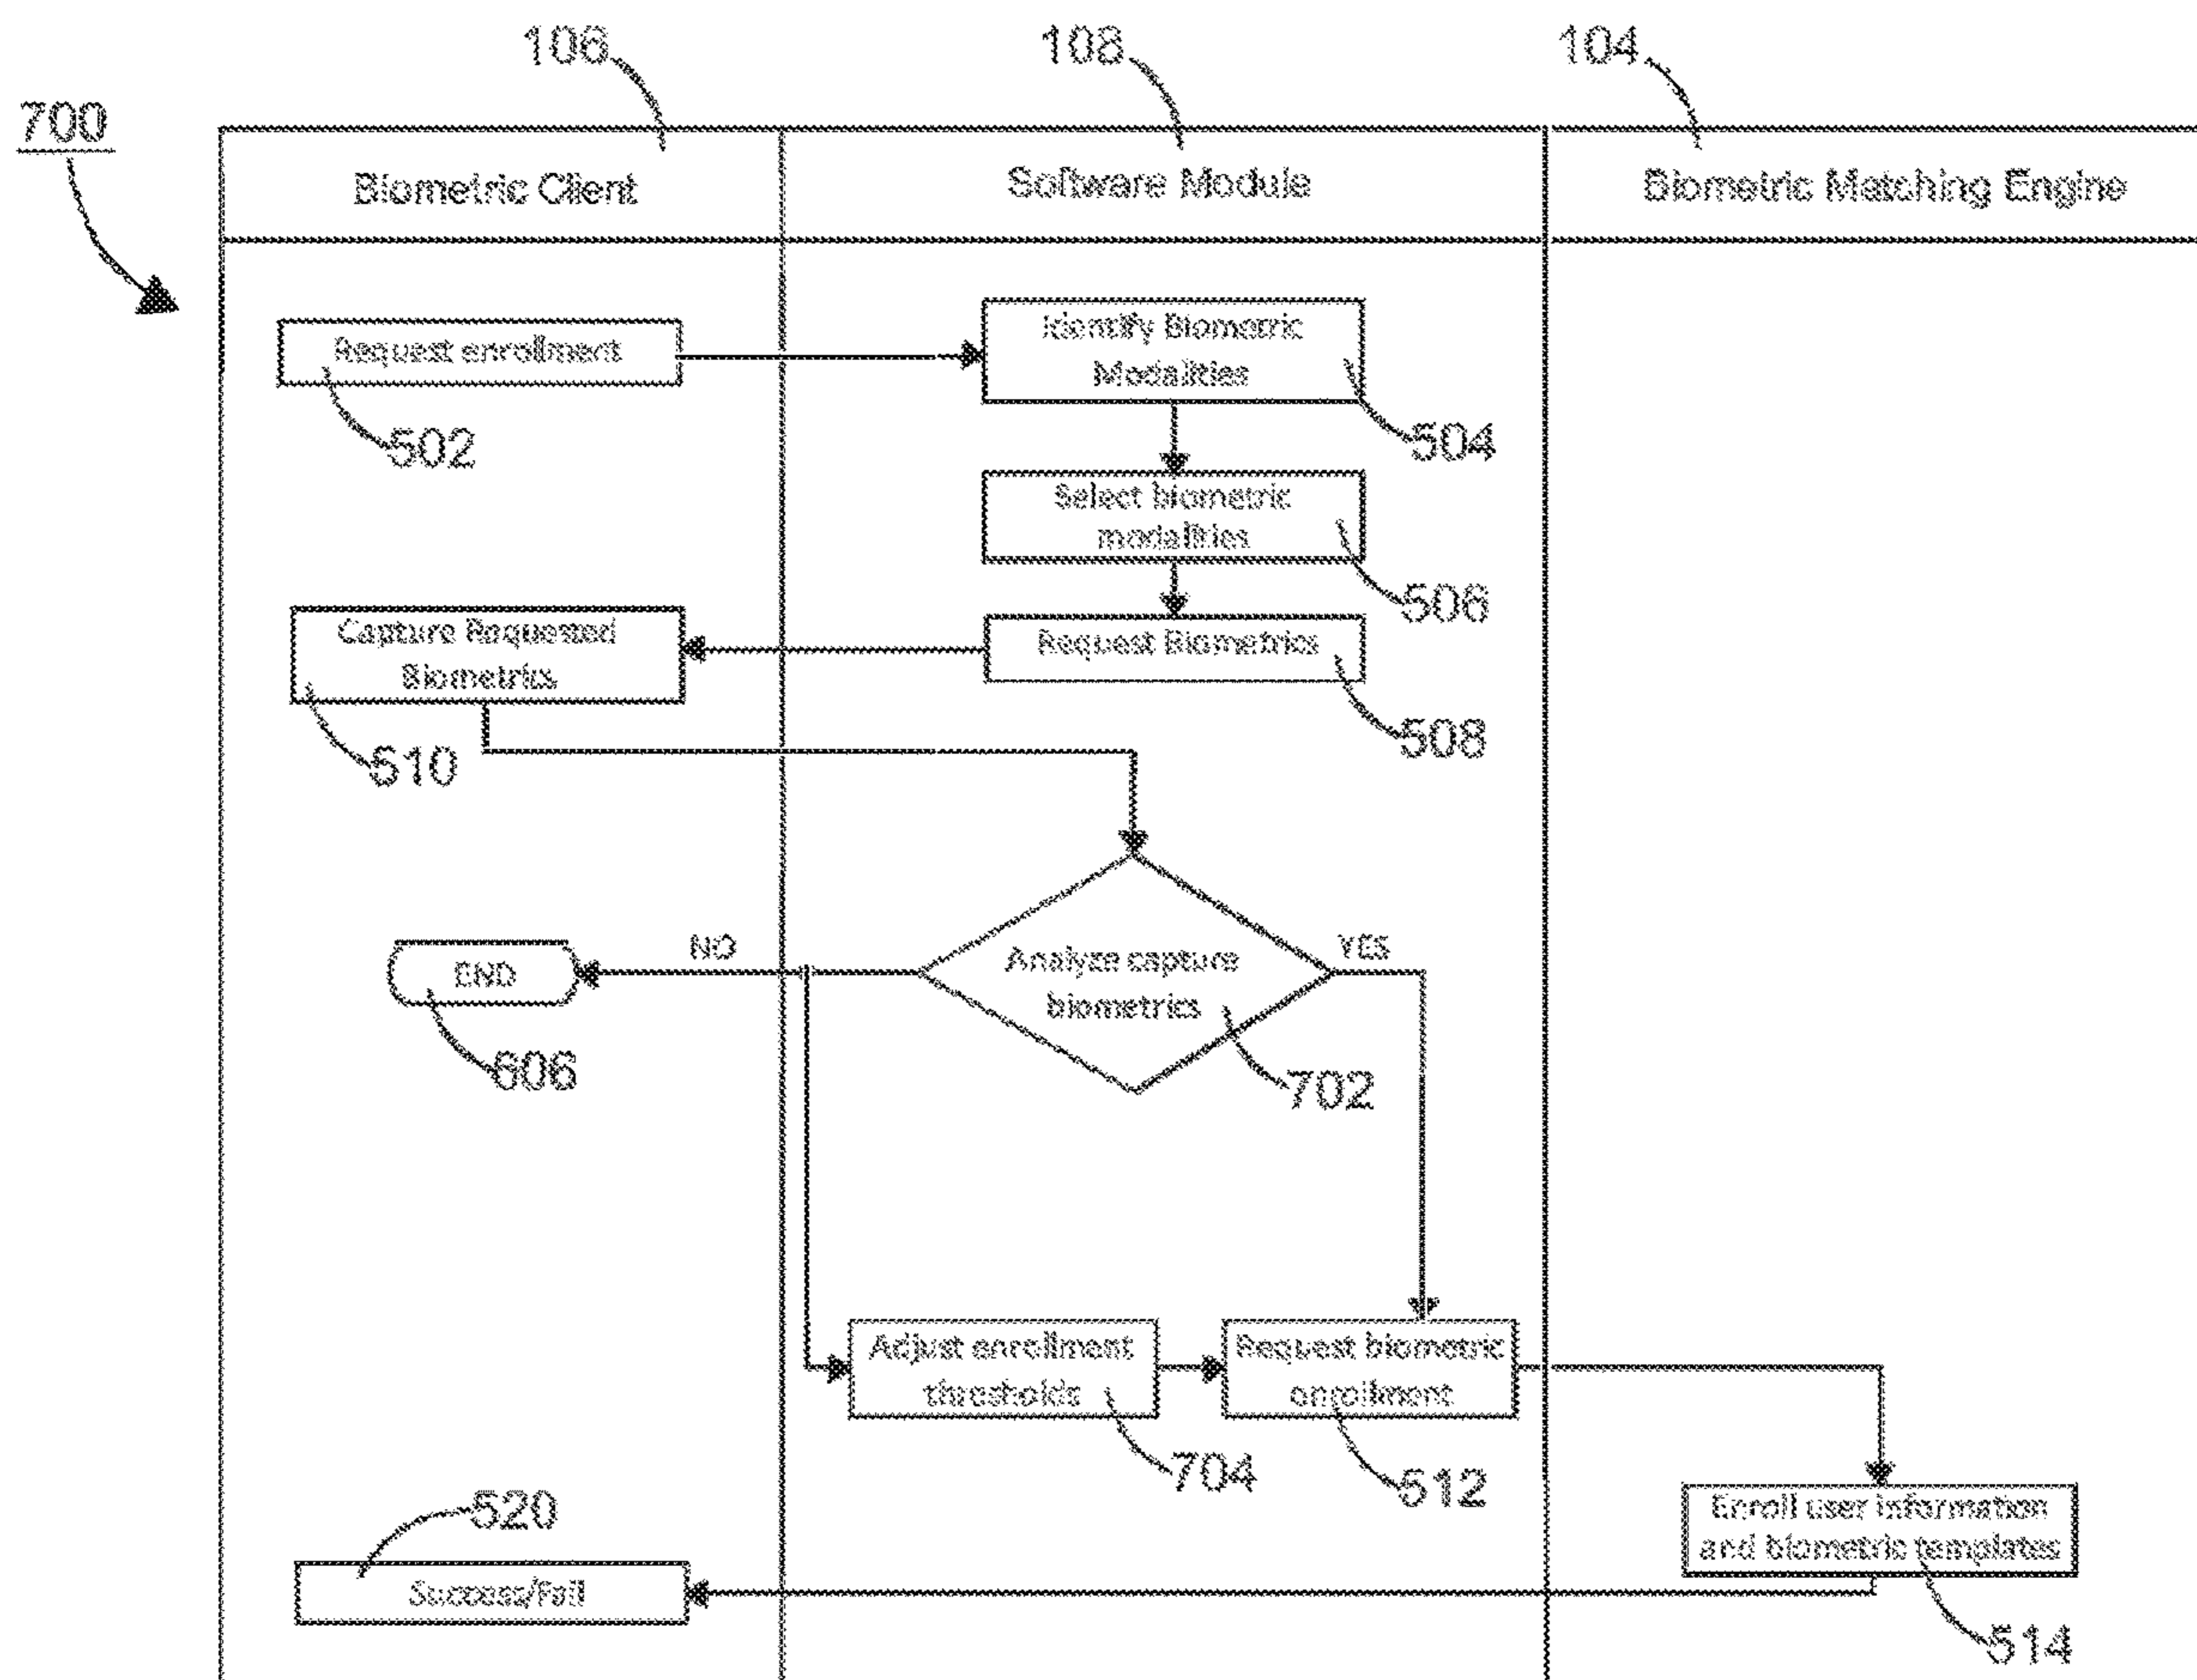 106
108
104
700
Biometric Client
Software Module
Biometric Matching Engine
Request enrollment
502
Identify Biometric
Modalities
504
Select biometric
modalities
506
Capture Requested
Biometrics
510
Request Biometrics
508
NO
YES
END
606
Analyze capture
biometrics
702
Adjust enrollment
thresholds
704
Request biometric
enrollment
512
520
Success/Fail
Enroll user information
and biometric templates
514